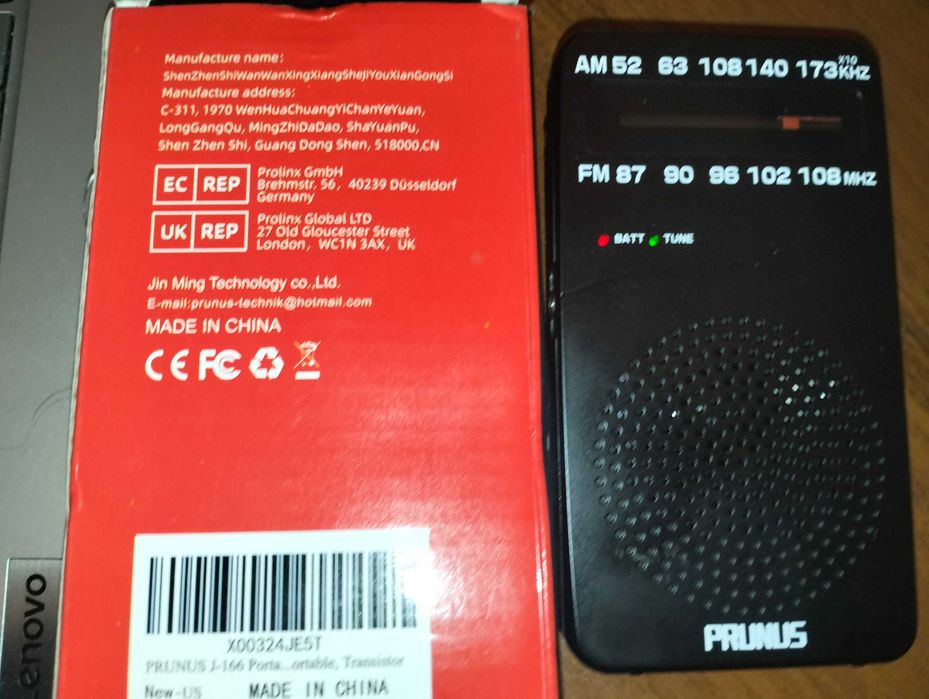 Manufacture name:
ShenZhenShiWanWanXingXiangShejiYouXianGongSi
Manufacture address:
C-311, 1970 WenHuaChuangYiChanYeYuan,
LongGangQu, MingZhiDaDao, ShaYuanPu,
Shen Zhen Shi, Guang Dong Shen, 518000,CN
EC REP
Prolinx GmbH
Brehmstr. 56, 40239 Düsseldorf
Germany
UK REP
Prolinx Global LTD
27 Old Gloucester Street
London, WC1N 3AX, UK
Jin Ming Technology co.,Ltd.
E-mail:prunus-technik@hotmail.com
MADE IN CHINA
CE FC
X00324JE5T
PRUNUS J-166 Porta...ortable, Transistor
New-US MADE IN CHINA
AM 52 63 108 140 173 X10 KHZ
FM 87 90 96 102 108 MHZ
BATT TUNE
PRUNUS
Lenovo